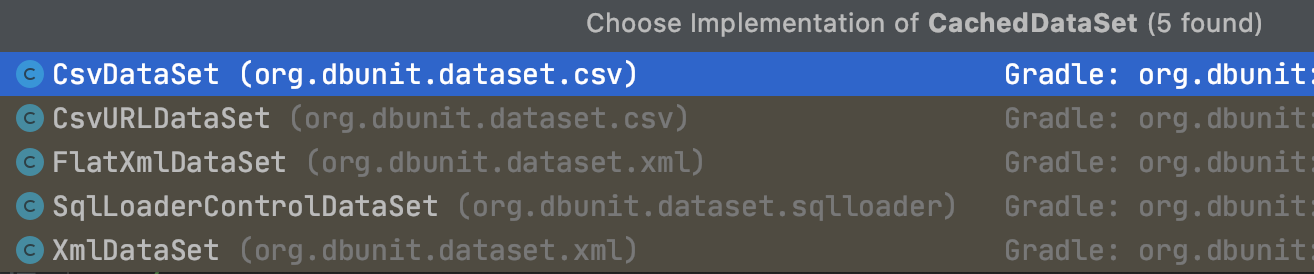 Choose Implementation of CachedDataSet (5 found)
CsvDataSet (org.dbunit.dataset.csv) Gradle: org.dbunit:
CsvURLDataSet (org.dbunit.dataset.csv) Gradle: org.dbunit:
FlatXmlDataSet (org.dbunit.dataset.xml) Gradle: org.dbunit:
SqlLoaderControlDataSet (org.dbunit.dataset.sqlloader) Gradle: org.dbunit:
XmlDataSet (org.dbunit.dataset.xml) Gradle: org.dbunit: